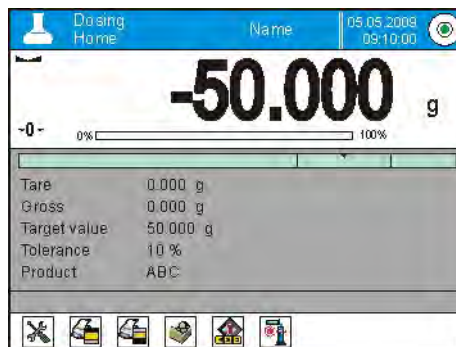 Dosing
Home
Name
05.05.2009
09:10:00
-50.000 g
-0-
0% 100%
Tare 0.000 g
Gross 0.000 g
Target value 50.000 g
Tolerance 10 %
Product ABC